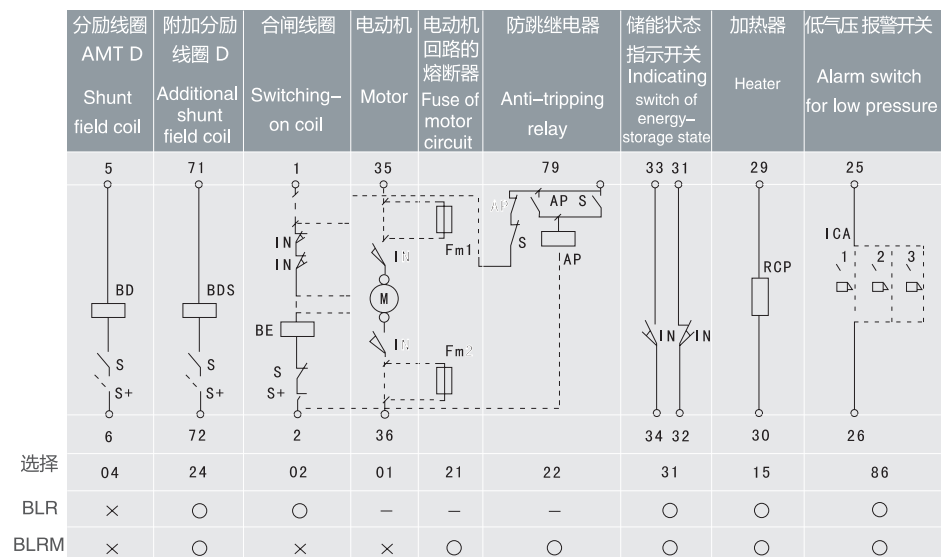 分励线圈 附加分励 合闸线圈 电动机 电动机 防跳继电器 储能状态 加热器 低气压 报警开关
AMT D 线圈 D 回路的 指示开关
熔断器
Shunt Additional Switching– Motor Fuse of Anti–tripping Indicating Heater Alarm switch
field coil shunt on coil motor relay switch of for low pressure
field coil circuit energy–
storage state
5 71 1 35 79 33 31 29 25
AP AP S
ICA
IN IN Fm1 S 1 2 3
IN AP
RCP
BD BDS M
BE IN IN
IN Fm2
S S S
S+ S+ S+
6 72 2 36 34 32 30 26
选择 04 24 02 01 21 22 31 15 86
BLR × ○ ○ – – – ○ ○ ○
BLRM × ○ × × ○ ○ ○ ○ ○